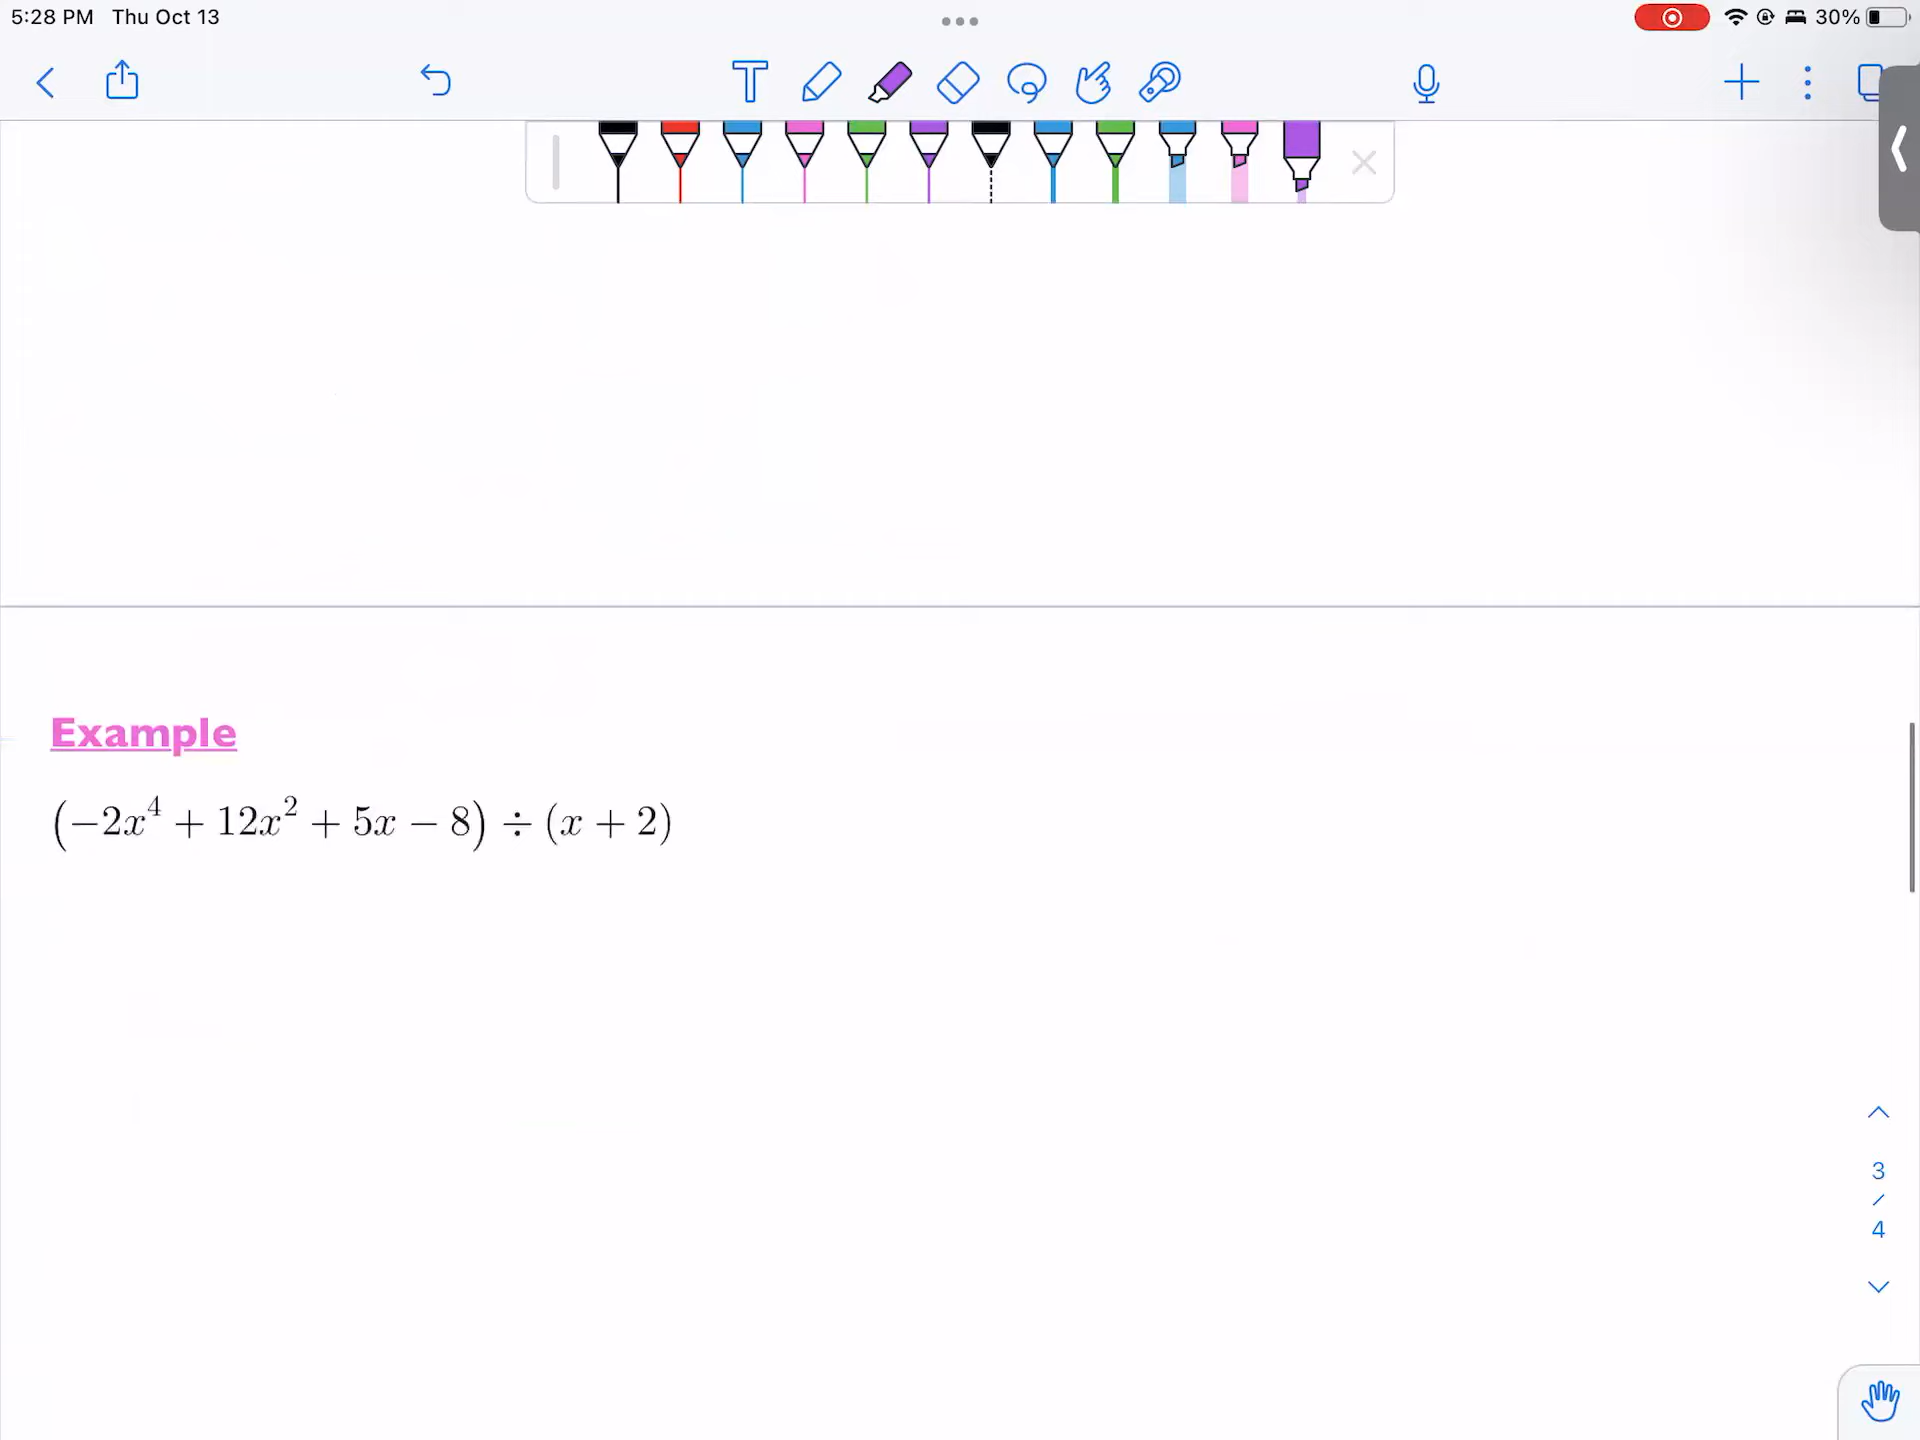 5:28 PM Thu Oct 13
30%
T
Example
(−2x⁴ + 12x² + 5x − 8) ÷ (x + 2)
3
/
4